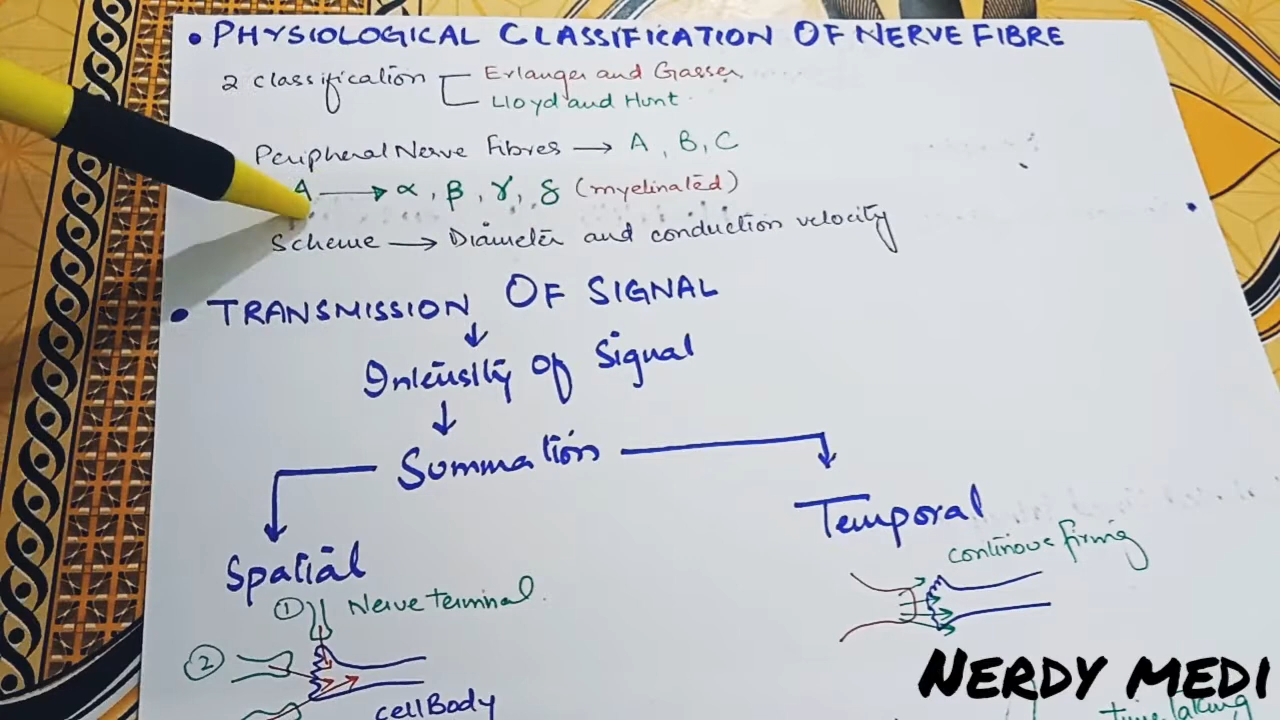 • PHYSIOLOGICAL CLASSIFICATION OF NERVE FIBRE
2 classification
Erlanger and Gasser
Lloyd and Hunt
Peripheral Nerve Fibres → A, B, C
A → α, β, γ, δ (myelinated)
Scheme → Diameter and conduction velocity
• TRANSMISSION OF SIGNAL
↓
Intensity of Signal
↓
Summation
Spatial
Temporal
continous firing
① Nerve terminal.
②
cell Body
time taking
NERDY MEDI